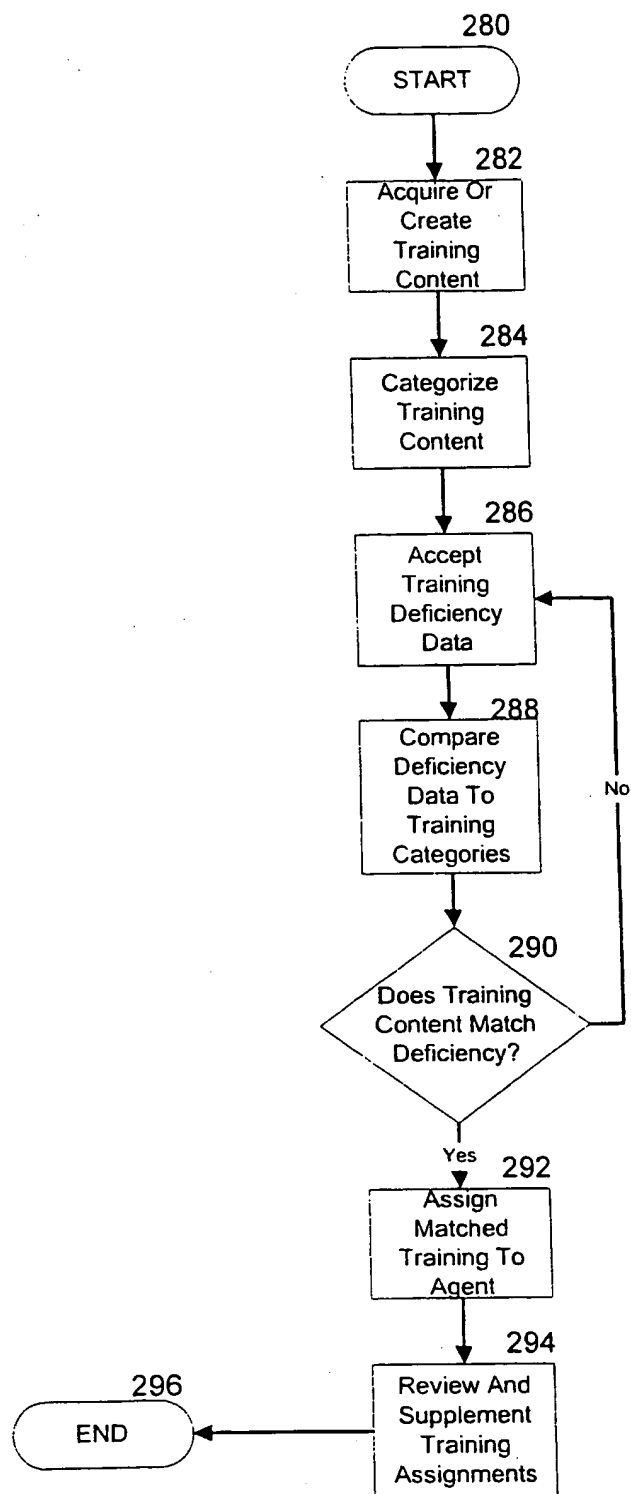 280
START
282
Acquire Or
Create
Training
Content
284
Categorize
Training
Content
286
Accept
Training
Deficiency
Data
288
Compare
Deficiency
Data To
Training
Categories
No
290
Does Training
Content Match
Deficiency?
Yes
292
Assign
Matched
Training To
Agent
294
Review And
Supplement
Training
Assignments
296
END